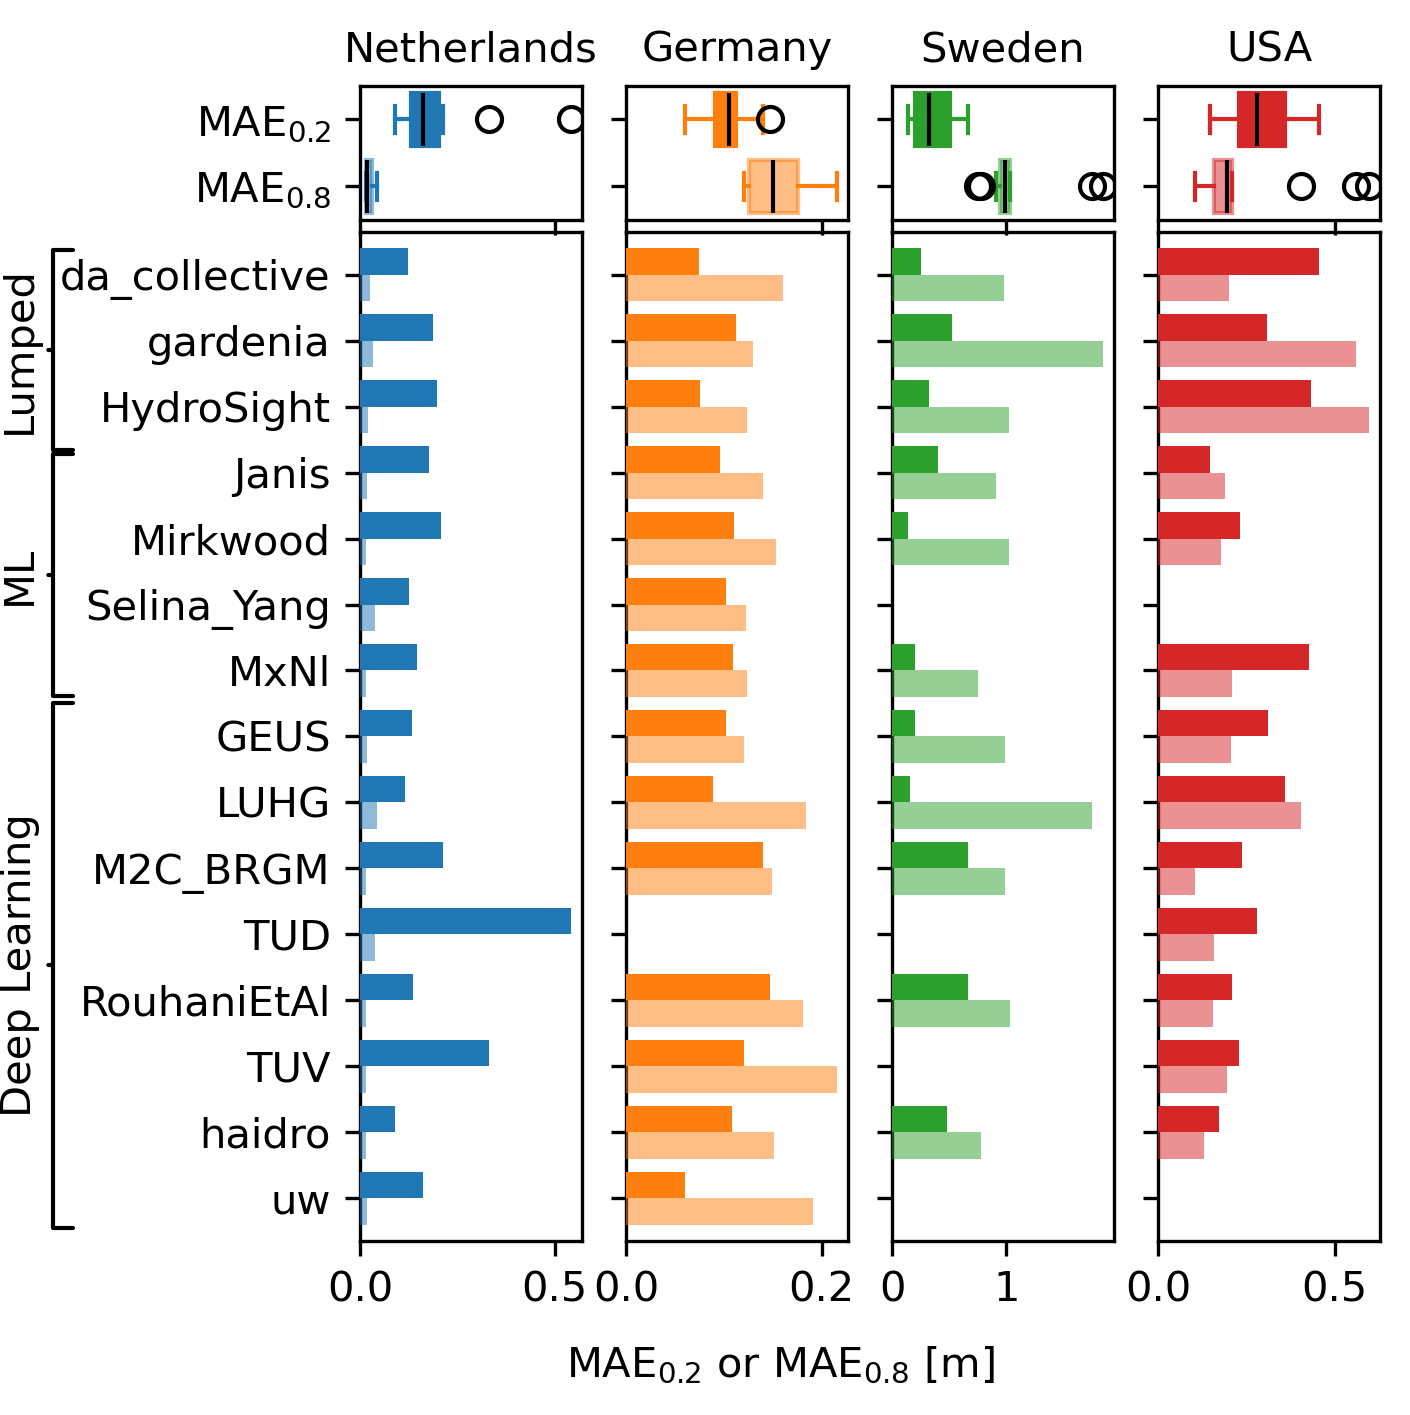 Netherlands Germany Sweden USA
MAE0.2
MAE0.8
Lumped
da_collective
gardenia
HydroSight
ML
Janis
Mirkwood
Selina_Yang
MxNl
Deep Learning
GEUS
LUHG
M2C_BRGM
TUD
RouhaniEtAl
TUV
haidro
uw
0.0 0.5 0.0 0.2 0 1 0.0 0.5
MAE0.2 or MAE0.8 [m]